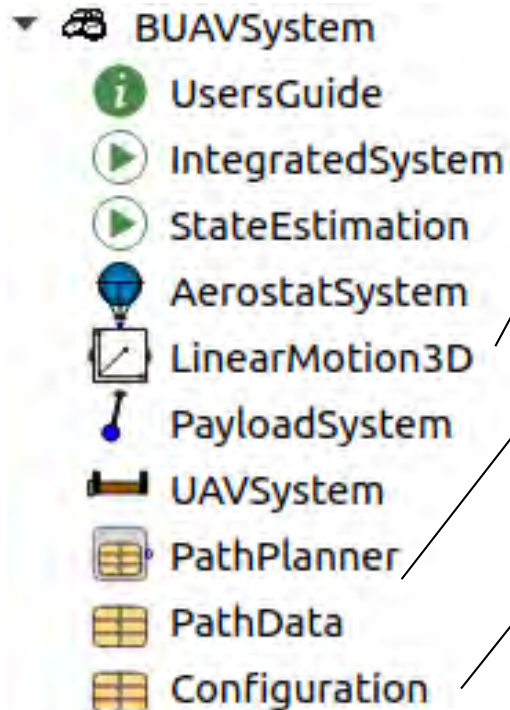 BUAVSystem
UsersGuide
IntegratedSystem
StateEstimation
AerostatSystem
LinearMotion3D
PayloadSystem
UAVSystem
PathPlanner
PathData
Configuration